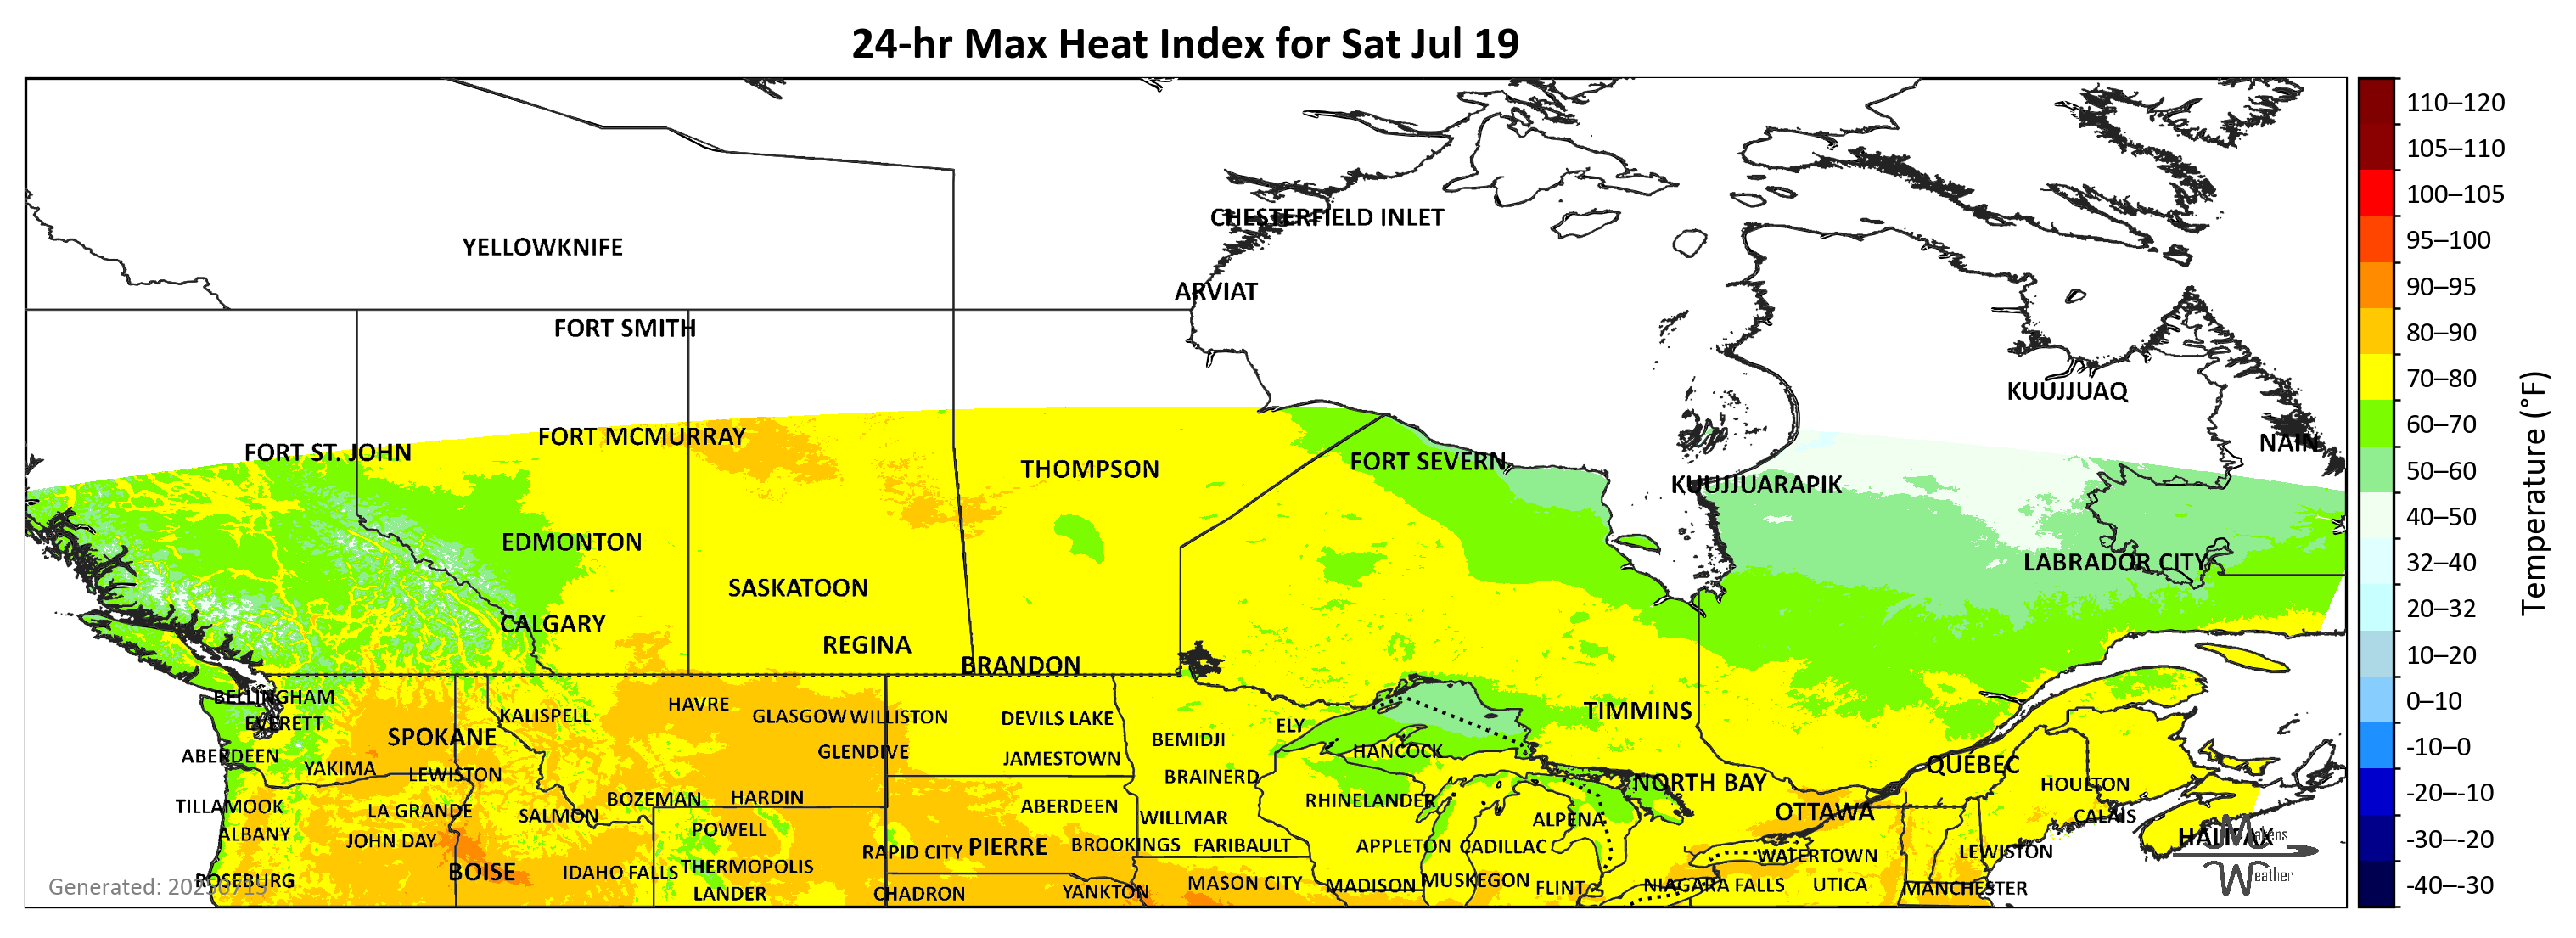 24-hr Max Heat Index for Sat Jul 19
CHESTERFIELD INLET
YELLOWKNIFE
ARVIAT
FORT SMITH
KUUJJUAQ
FORT MCMURRAY
NAIN
FORT ST. JOHN
FORT SEVERN
THOMPSON
KUUJJUARAPIK
EDMONTON
LABRADOR CITY
SASKATOON
CALGARY
REGINA
BRANDON
BELLINGHAM
HAVRE
KALISPELL
GLASGOW
WILLISTON
DEVILS LAKE
TIMMINS
EVERETT
ELY
SPOKANE
BEMIDJI
HANCOCK
GLENDIVE
ABERDEEN
JAMESTOWN
QUÉBEC
YAKIMA
LEWISTON
BRAINERD
NORTH BAY
HOULTON
BOZEMAN
HARDIN
RHINELANDER
TILLAMOOK
ABERDEEN
LA GRANDE
SALMON
WILLMAR
OTTAWA
CALAIS
ALPENA
ALBANY
POWELL
HALIFAX
JOHN DAY
PIERRE
BROOKINGS
FARIBAULT
APPLETON
CADILLAC
RAPID CITY
LEWISTON
WATERTOWN
THERMOPOLIS
BOISE
IDAHO FALLS
ROSEBURG
MUSKEGON
MASON CITY
MADISON
NIAGARA FALLS
UTICA
FLINT
MANCHESTER
LANDER
CHADRON
YANKTON
Generated: 20250715
Makens
Weather
110–120
105–110
100–105
95–100
90–95
80–90
70–80
60–70
50–60
40–50
32–40
20–32
10–20
0–10
-10–0
-20–-10
-30–-20
-40–-30
Temperature (°F)